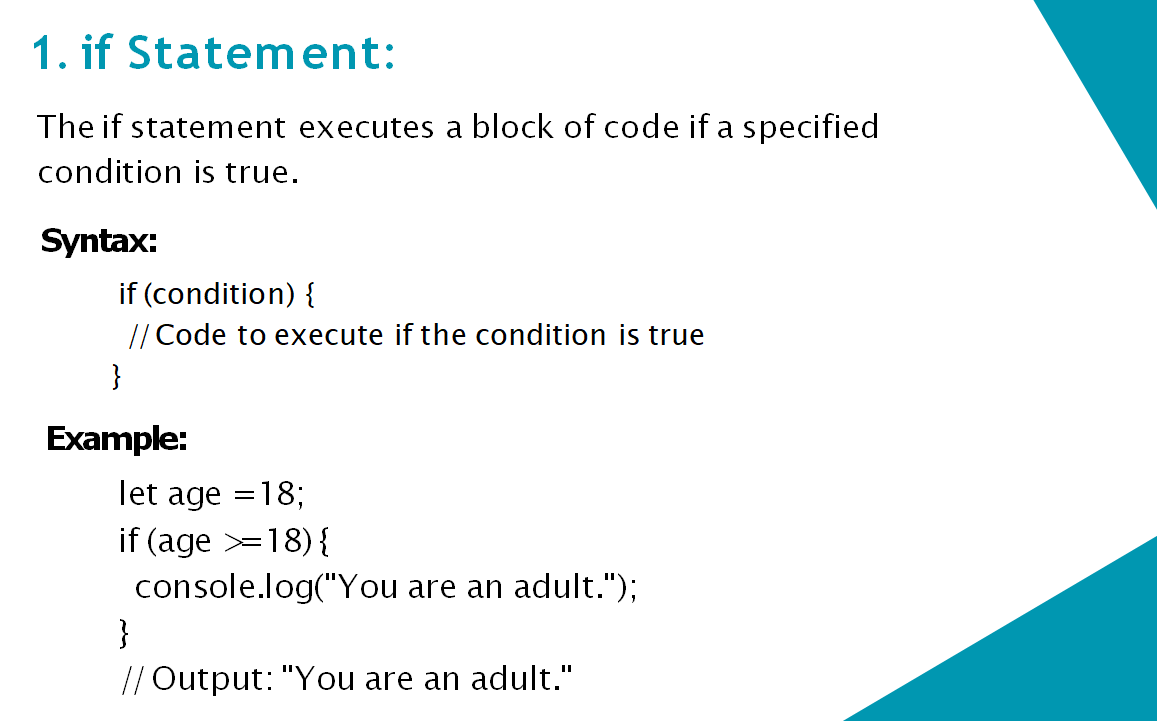 1. if Statement:
The if statement executes a block of code if a specified
condition is true.
Syntax:
if (condition) {
// Code to execute if the condition is true
}
Example:
let age =18;
if (age >=18) {
console.log("You are an adult.");
}
// Output: "You are an adult."